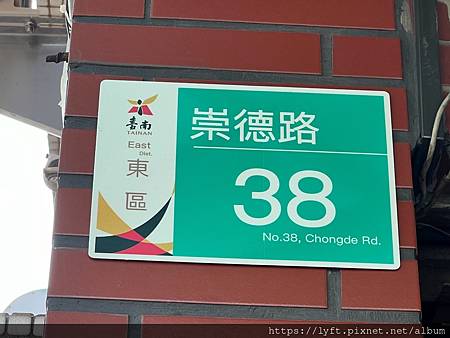 臺南
TAINAN
East
Dist.
東
區
崇德路
38
No.38, Chongde Rd.
https://lyft.pixnet.net/album